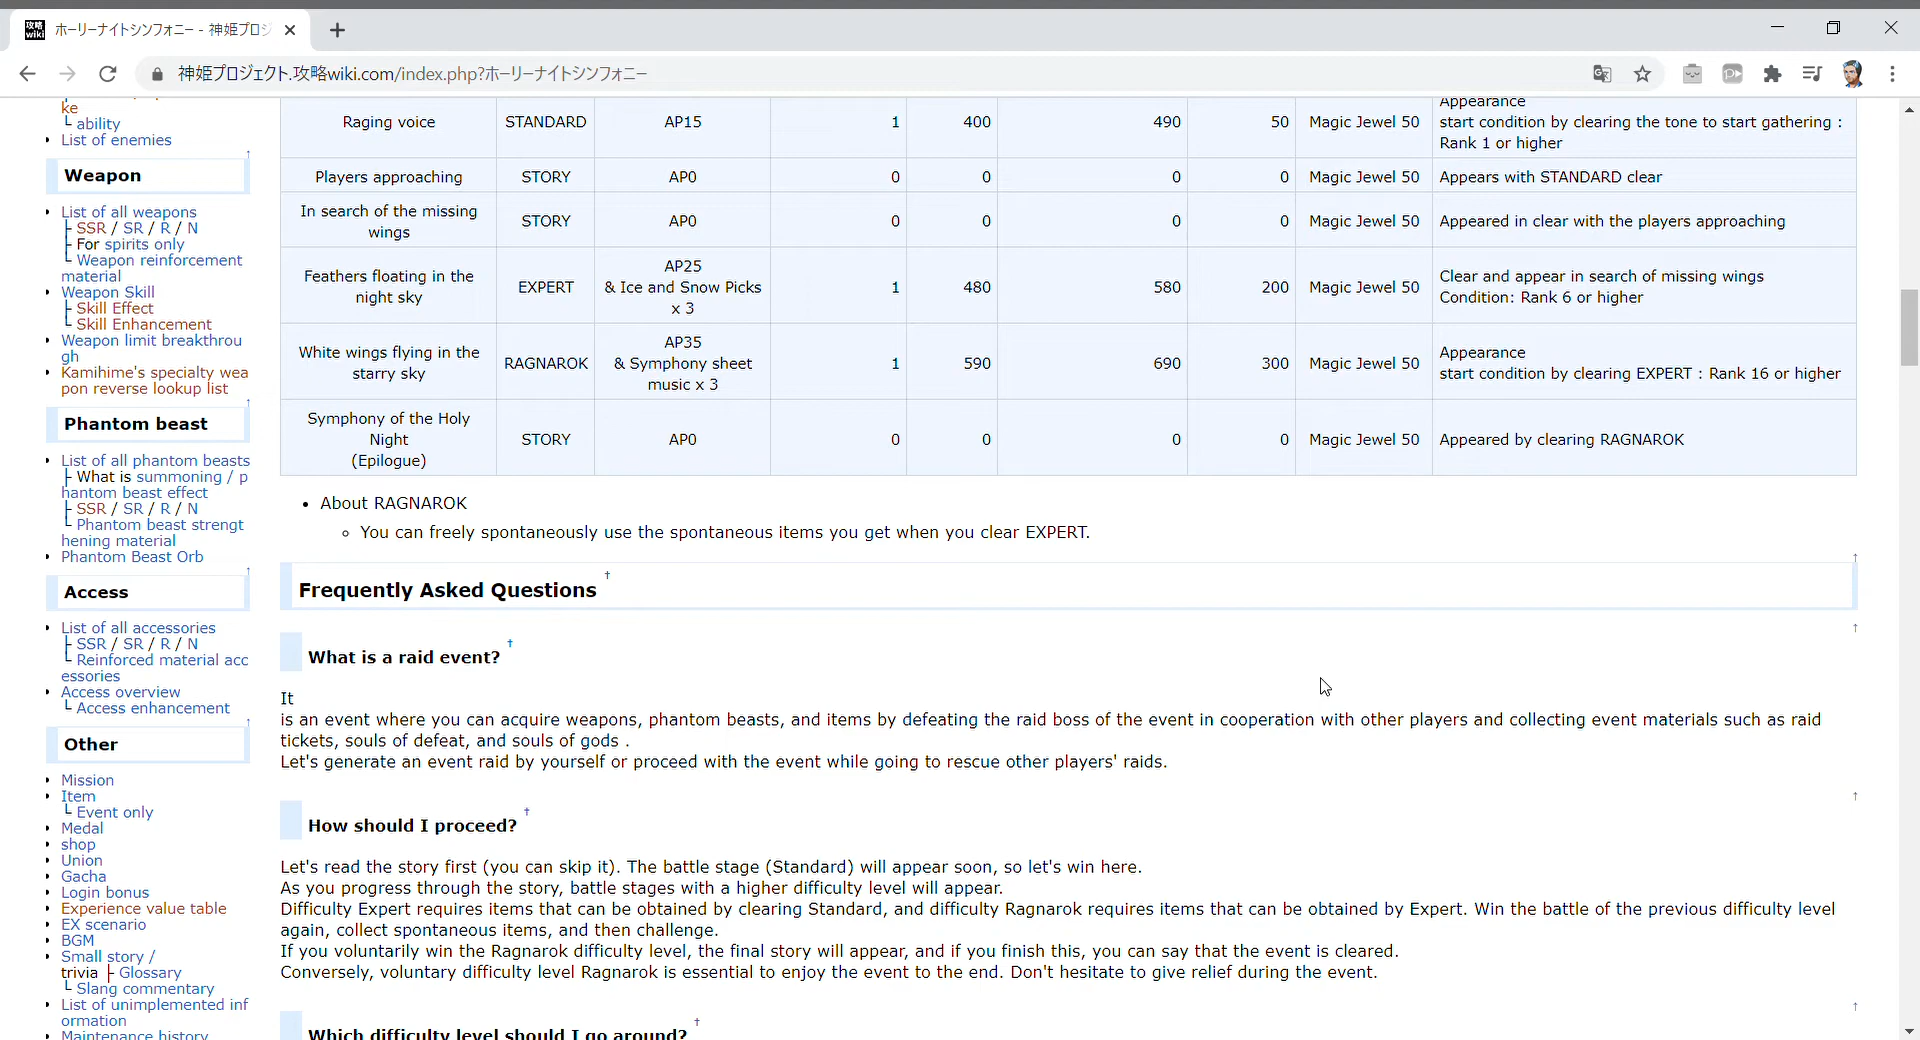 攻略
wiki
ホーリーナイトシンフォニー - 神姫プロジ
神姫プロジェクト.攻略wiki.com/index.php?ホーリーナイトシンフォニー
ke
└ ability
List of enemies
↑
Weapon
List of all weapons
├ SSR / SR / R / N
├ For spirits only
└ Weapon reinforcement
material
Weapon Skill
├ Skill Effect
└ Skill Enhancement
Weapon limit breakthrou
gh
Kamihime's specialty wea
pon reverse lookup list
↑
Phantom beast
List of all phantom beasts
├ What is summoning / p
hantom beast effect
├ SSR / SR / R / N
└ Phantom beast strengt
hening material
Phantom Beast Orb
↑
Access
List of all accessories
├ SSR / SR / R / N
└ Reinforced material acc
essories
Access overview
└ Access enhancement
↑
Other
Mission
Item
└ Event only
Medal
shop
Union
Gacha
Login bonus
Experience value table
EX scenario
BGM
Small story /
trivia ├ Glossary
└ Slang commentary
List of unimplemented inf
ormation
Maintenance history
Raging voice STANDARD AP15 1 400 490 50 Magic Jewel 50 Appearance
start condition by clearing the tone to start gathering :
Rank 1 or higher
Players approaching STORY AP0 0 0 0 0 Magic Jewel 50 Appears with STANDARD clear
In search of the missing
wings STORY AP0 0 0 0 0 Magic Jewel 50 Appeared in clear with the players approaching
Feathers floating in the
night sky EXPERT AP25
& Ice and Snow Picks
x 3 1 480 580 200 Magic Jewel 50 Clear and appear in search of missing wings
Condition: Rank 6 or higher
White wings flying in the
starry sky RAGNAROK AP35
& Symphony sheet
music x 3 1 590 690 300 Magic Jewel 50 Appearance
start condition by clearing EXPERT : Rank 16 or higher
Symphony of the Holy
Night
(Epilogue) STORY AP0 0 0 0 0 Magic Jewel 50 Appeared by clearing RAGNAROK
About RAGNAROK
You can freely spontaneously use the spontaneous items you get when you clear EXPERT.
↑
Frequently Asked Questions †
↑
What is a raid event? †
It
is an event where you can acquire weapons, phantom beasts, and items by defeating the raid boss of the event in cooperation with other players and collecting event materials such as raid
tickets, souls of defeat, and souls of gods .
Let's generate an event raid by yourself or proceed with the event while going to rescue other players' raids.
↑
How should I proceed? †
Let's read the story first (you can skip it). The battle stage (Standard) will appear soon, so let's win here.
As you progress through the story, battle stages with a higher difficulty level will appear.
Difficulty Expert requires items that can be obtained by clearing Standard, and difficulty Ragnarok requires items that can be obtained by Expert. Win the battle of the previous difficulty level
again, collect spontaneous items, and then challenge.
If you voluntarily win the Ragnarok difficulty level, the final story will appear, and if you finish this, you can say that the event is cleared.
Conversely, voluntary difficulty level Ragnarok is essential to enjoy the event to the end. Don't hesitate to give relief during the event.
↑
Which difficulty level should I go around? †